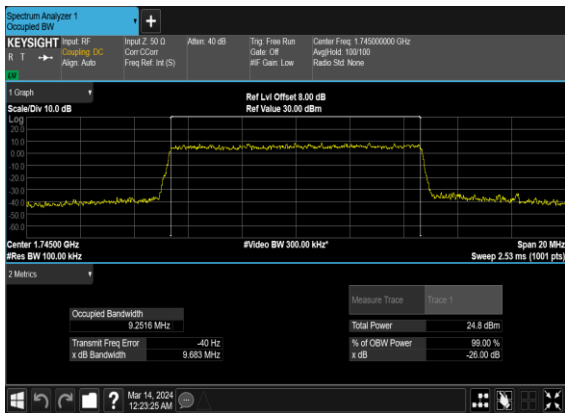 Spectrum Analyzer 1
Occupied BW
KEYSIGHT
R T
Input: RF
Coupling: DC
Align: Auto
Input Z: 50 Ω
Corr CCorr
Freq Ref: Int (S)
Atten: 40 dB
Trig: Free Run
Gate: Off
#IF Gain: Low
Center Freq: 1.745000000 GHz
Avg|Hold: 100/100
Radio Std: None
1 Graph
Scale/Div 10.0 dB
Ref Lvl Offset 8.00 dB
Ref Value 30.00 dBm
Log
20.0
10.0
0.00
-10.0
-20.0
-30.0
-40.0
-50.0
-60.0
Center 1.74500 GHz
#Res BW 100.00 kHz
#Video BW 300.00 kHz*
Span 20 MHz
Sweep 2.53 ms (1001 pts)
2 Metrics
Measure Trace Trace 1
Occupied Bandwidth
9.2516 MHz
Total Power 24.8 dBm
Transmit Freq Error -40 Hz
% of OBW Power 99.00 %
x dB Bandwidth 9.683 MHz
x dB -26.00 dB
Mar 14, 2024
12:23:25 AM